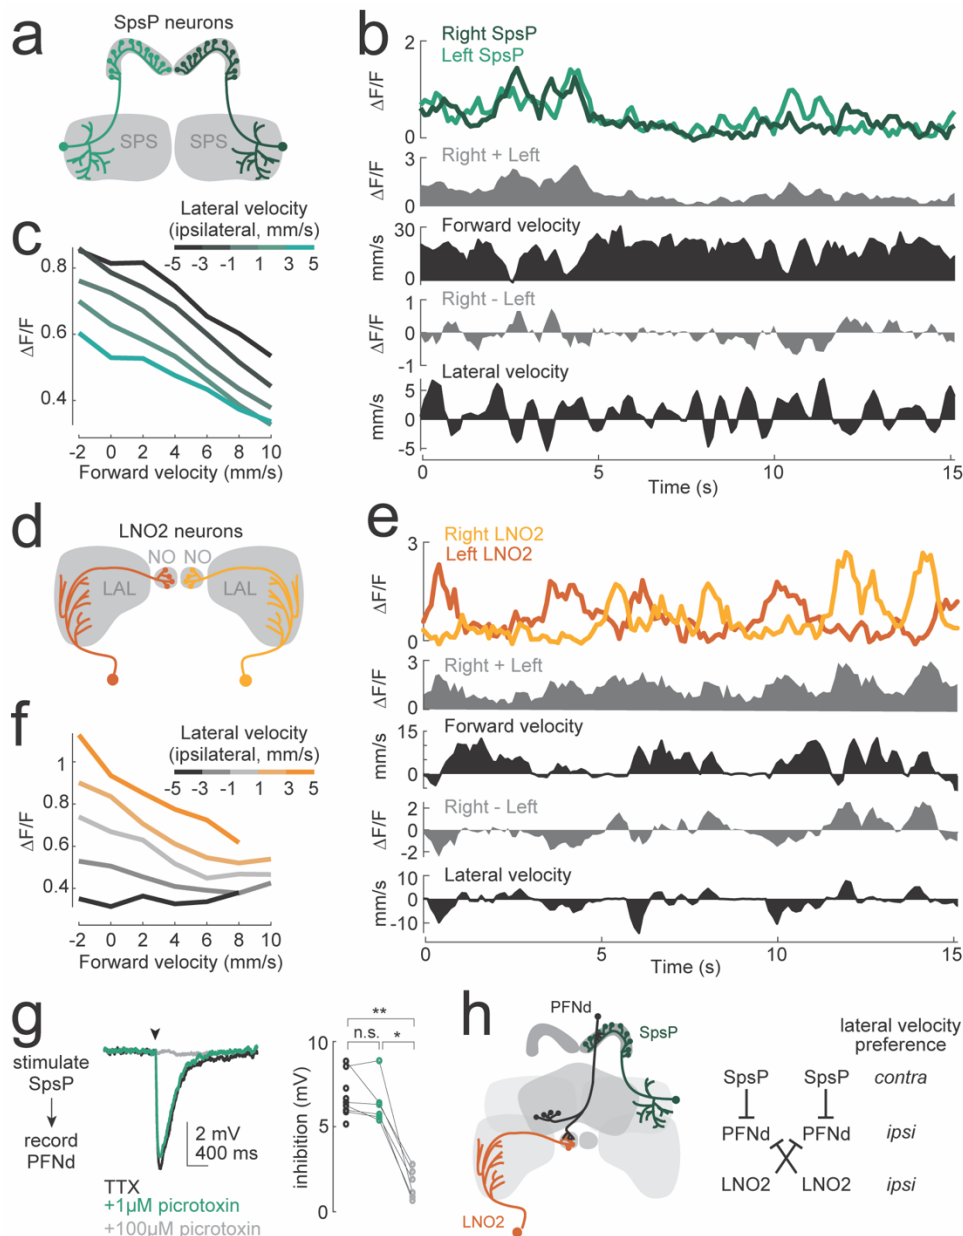 a
SpsP neurons
SPS
SPS
b
Right SpsP
Left SpsP
2
ΔF/F
0
Right + Left
3
ΔF/F
0
Forward velocity
30
mm/s
0
Right - Left
1
ΔF/F
0
-1
Lateral velocity
5
mm/s
0
-5
0
5
10
15
Time (s)
c
Lateral velocity
(ipsilateral, mm/s)
-5 -3 -1 1 3 5
0.8
0.6
0.4
ΔF/F
-2 0 2 4 6 8 10
Forward velocity (mm/s)
d
LNO2 neurons
NO NO
LAL
LAL
e
Right LNO2
Left LNO2
3
ΔF/F
0
Right + Left
3
ΔF/F
0
Forward velocity
15
mm/s
0
Right - Left
2
ΔF/F
0
-2
Lateral velocity
10
mm/s
0
-10
0
5
10
15
Time (s)
f
Lateral velocity
(ipsilateral, mm/s)
-5 -3 -1 1 3 5
1
0.8
0.6
0.4
ΔF/F
-2 0 2 4 6 8 10
Forward velocity (mm/s)
g
stimulate
SpsP
record
PFNd
2 mV
400 ms
TTX
+1µM picrotoxin
+100µM picrotoxin
**
n.s. *
10
5
0
inhibition (mV)
h
PFNd
SpsP
LNO2
lateral velocity
preference
SpsP SpsP contra
PFNd PFNd ipsi
LNO2 LNO2 ipsi